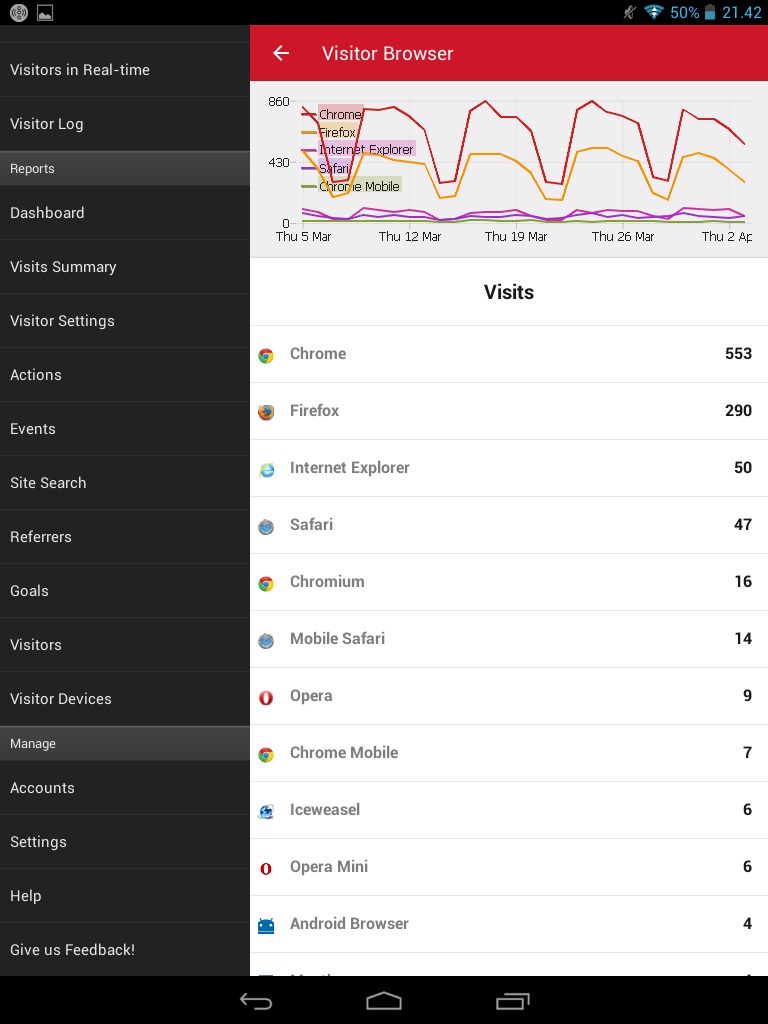 50% 21.42
Visitors in Real-time
Visitor Log
Reports
Dashboard
Visits Summary
Visitor Settings
Actions
Events
Site Search
Referrers
Goals
Visitors
Visitor Devices
Manage
Accounts
Settings
Help
Give us Feedback!
Visitor Browser
860
430
0
Chrome
Firefox
Internet Explorer
Safari
Chrome Mobile
Thu 5 Mar Thu 12 Mar Thu 19 Mar Thu 26 Mar Thu 2 Ap
Visits
Chrome 553
Firefox 290
Internet Explorer 50
Safari 47
Chromium 16
Mobile Safari 14
Opera 9
Chrome Mobile 7
Iceweasel 6
Opera Mini 6
Android Browser 4